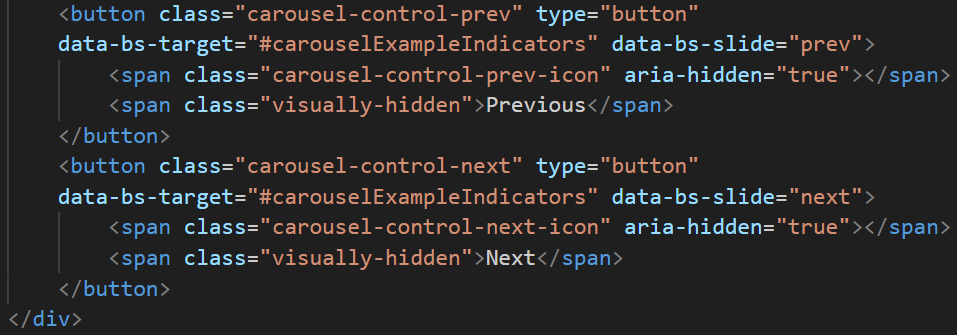 <button class="carousel-control-prev" type="button"
data-bs-target="#carouselExampleIndicators" data-bs-slide="prev">
<span class="carousel-control-prev-icon" aria-hidden="true"></span>
<span class="visually-hidden">Previous</span>
</button>
<button class="carousel-control-next" type="button"
data-bs-target="#carouselExampleIndicators" data-bs-slide="next">
<span class="carousel-control-next-icon" aria-hidden="true"></span>
<span class="visually-hidden">Next</span>
</button>
</div>